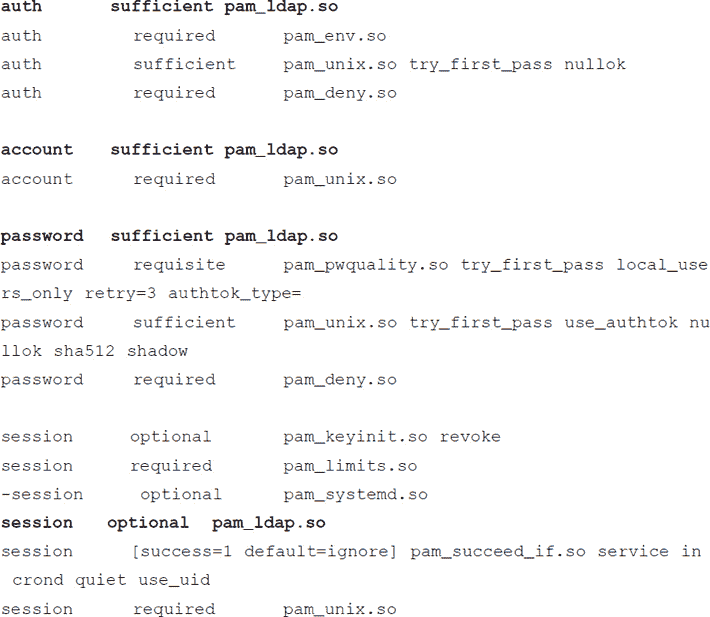 auth sufficient pam_ldap.so
auth required pam_env.so
auth sufficient pam_unix.so try_first_pass nullok
auth required pam_deny.so
account sufficient pam_ldap.so
account required pam_unix.so
password sufficient pam_ldap.so
password requisite pam_pwquality.so try_first_pass local_use
rs_only retry=3 authtok_type=
password sufficient pam_unix.so try_first_pass use_authtok nu
llok sha512 shadow
password required pam_deny.so
session optional pam_keyinit.so revoke
session required pam_limits.so
-session optional pam_systemd.so
session optional pam_ldap.so
session [success=1 default=ignore] pam_succeed_if.so service in
crond quiet use_uid
session required pam_unix.so